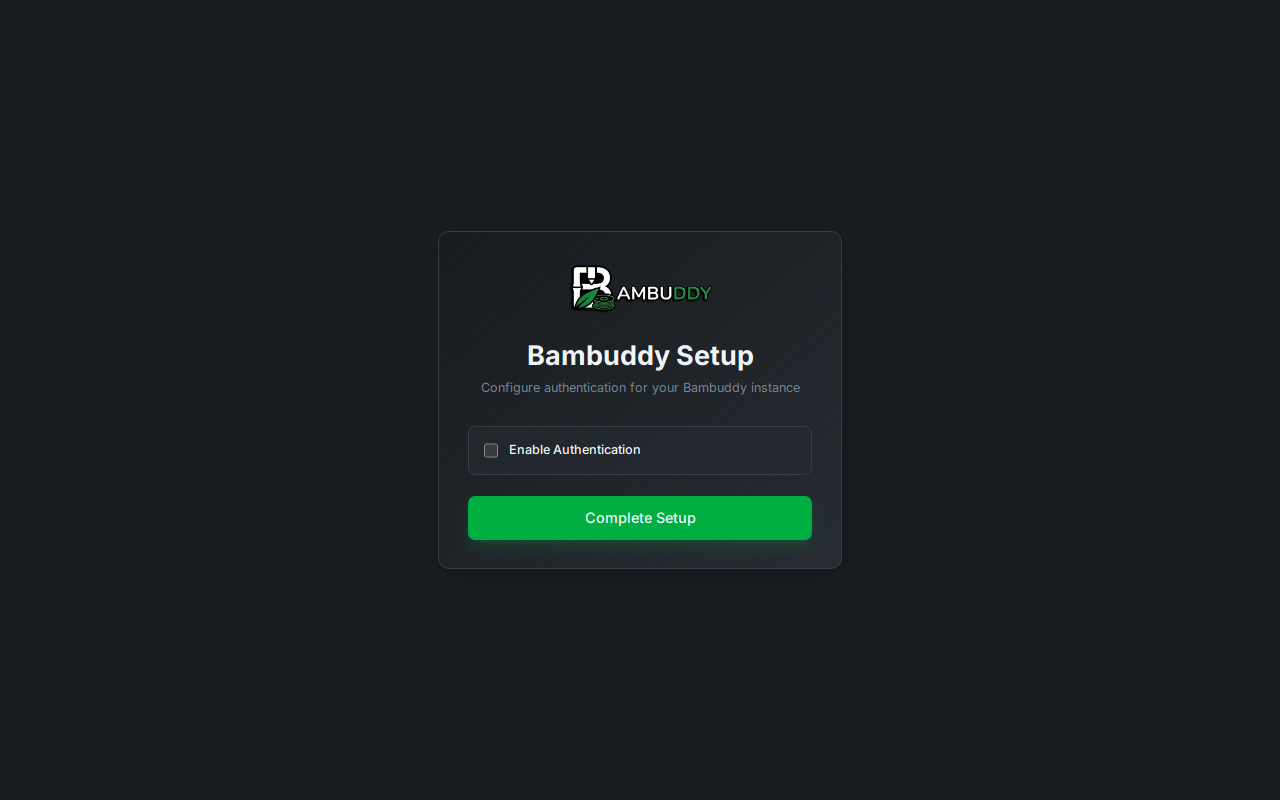 BAMBUDDY
Bambuddy Setup
Configure authentication for your Bambuddy instance
Enable Authentication
Complete Setup